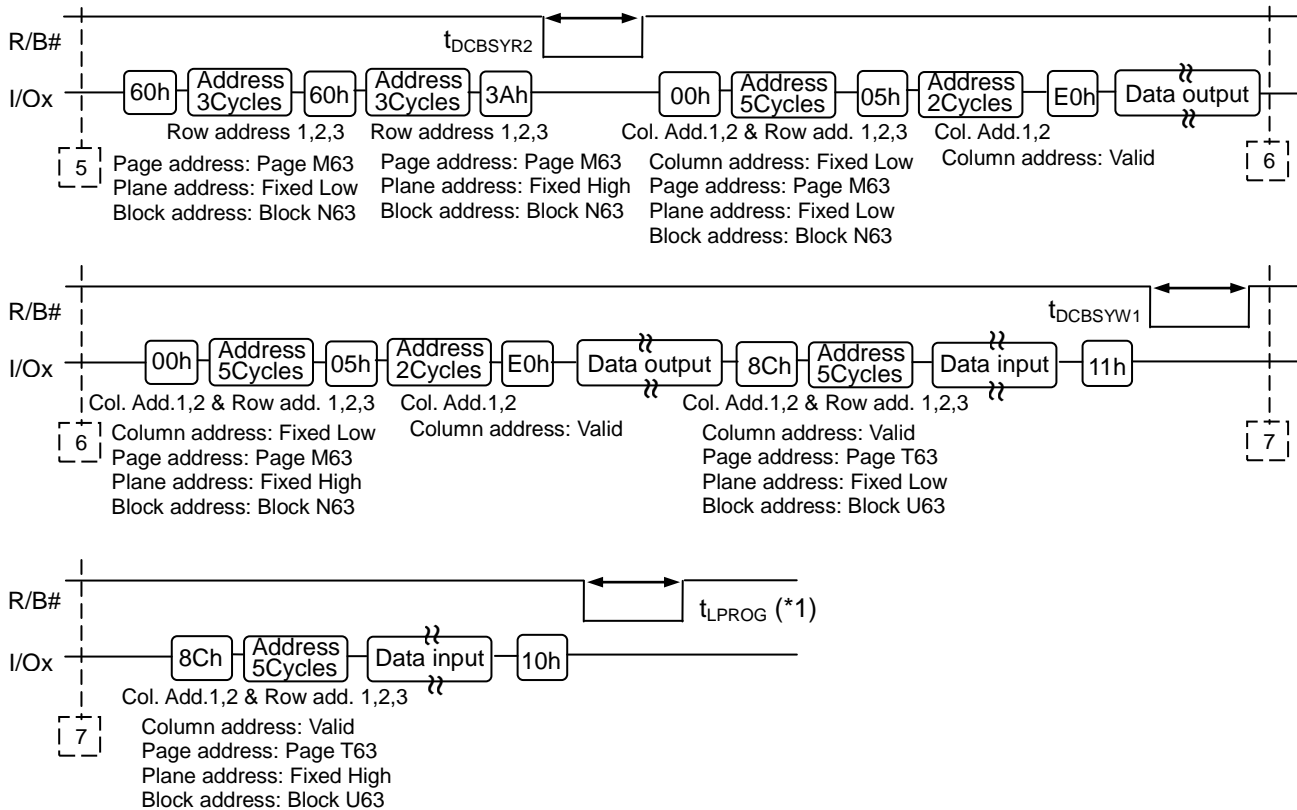 R/B#
tDCBSYR2
I/Ox
60h
Address
3Cycles
60h
Address
3Cycles
3Ah
00h
Address
5Cycles
05h
Address
2Cycles
E0h
Data output
Row address 1,2,3
Row address 1,2,3
Col. Add.1,2 & Row add. 1,2,3
Col. Add.1,2
5
Page address: Page M63
Plane address: Fixed Low
Block address: Block N63
Page address: Page M63
Plane address: Fixed High
Block address: Block N63
Column address: Fixed Low
Page address: Page M63
Plane address: Fixed Low
Block address: Block N63
Column address: Valid
6
R/B#
tDCBSYW1
I/Ox
00h
Address
5Cycles
05h
Address
2Cycles
E0h
Data output
8Ch
Address
5Cycles
Data input
11h
Col. Add.1,2 & Row add. 1,2,3
Col. Add.1,2
Col. Add.1,2 & Row add. 1,2,3
6
Column address: Fixed Low
Page address: Page M63
Plane address: Fixed High
Block address: Block N63
Column address: Valid
Column address: Valid
Page address: Page T63
Plane address: Fixed Low
Block address: Block U63
7
R/B#
tLPROG (*1)
I/Ox
8Ch
Address
5Cycles
Data input
10h
Col. Add.1,2 & Row add. 1,2,3
7
Column address: Valid
Page address: Page T63
Plane address: Fixed High
Block address: Block U63